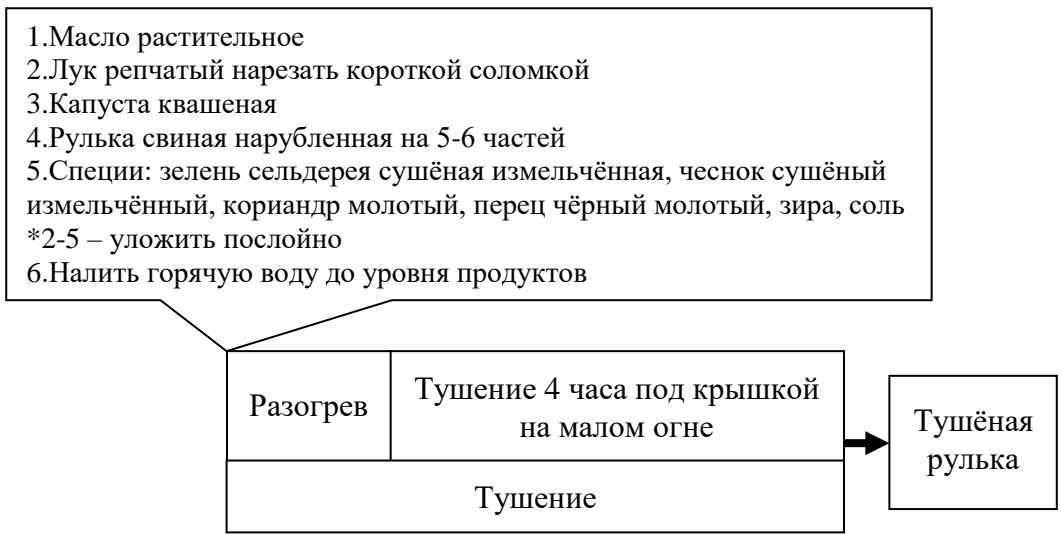 1.Масло растительное
2.Лук репчатый нарезать короткой соломкой
3.Капуста квашеная
4.Рулька свиная нарубленная на 5-6 частей
5.Специи: зелень сельдерея сушёная измельчённая, чеснок сушёный
измельчённый, кориандр молотый, перец чёрный молотый, зира, соль
*2-5 – уложить послойно
6.Налить горячую воду до уровня продуктов
Разогрев
Тушение 4 часа под крышкой
на малом огне
Тушение
Тушёная
рулька